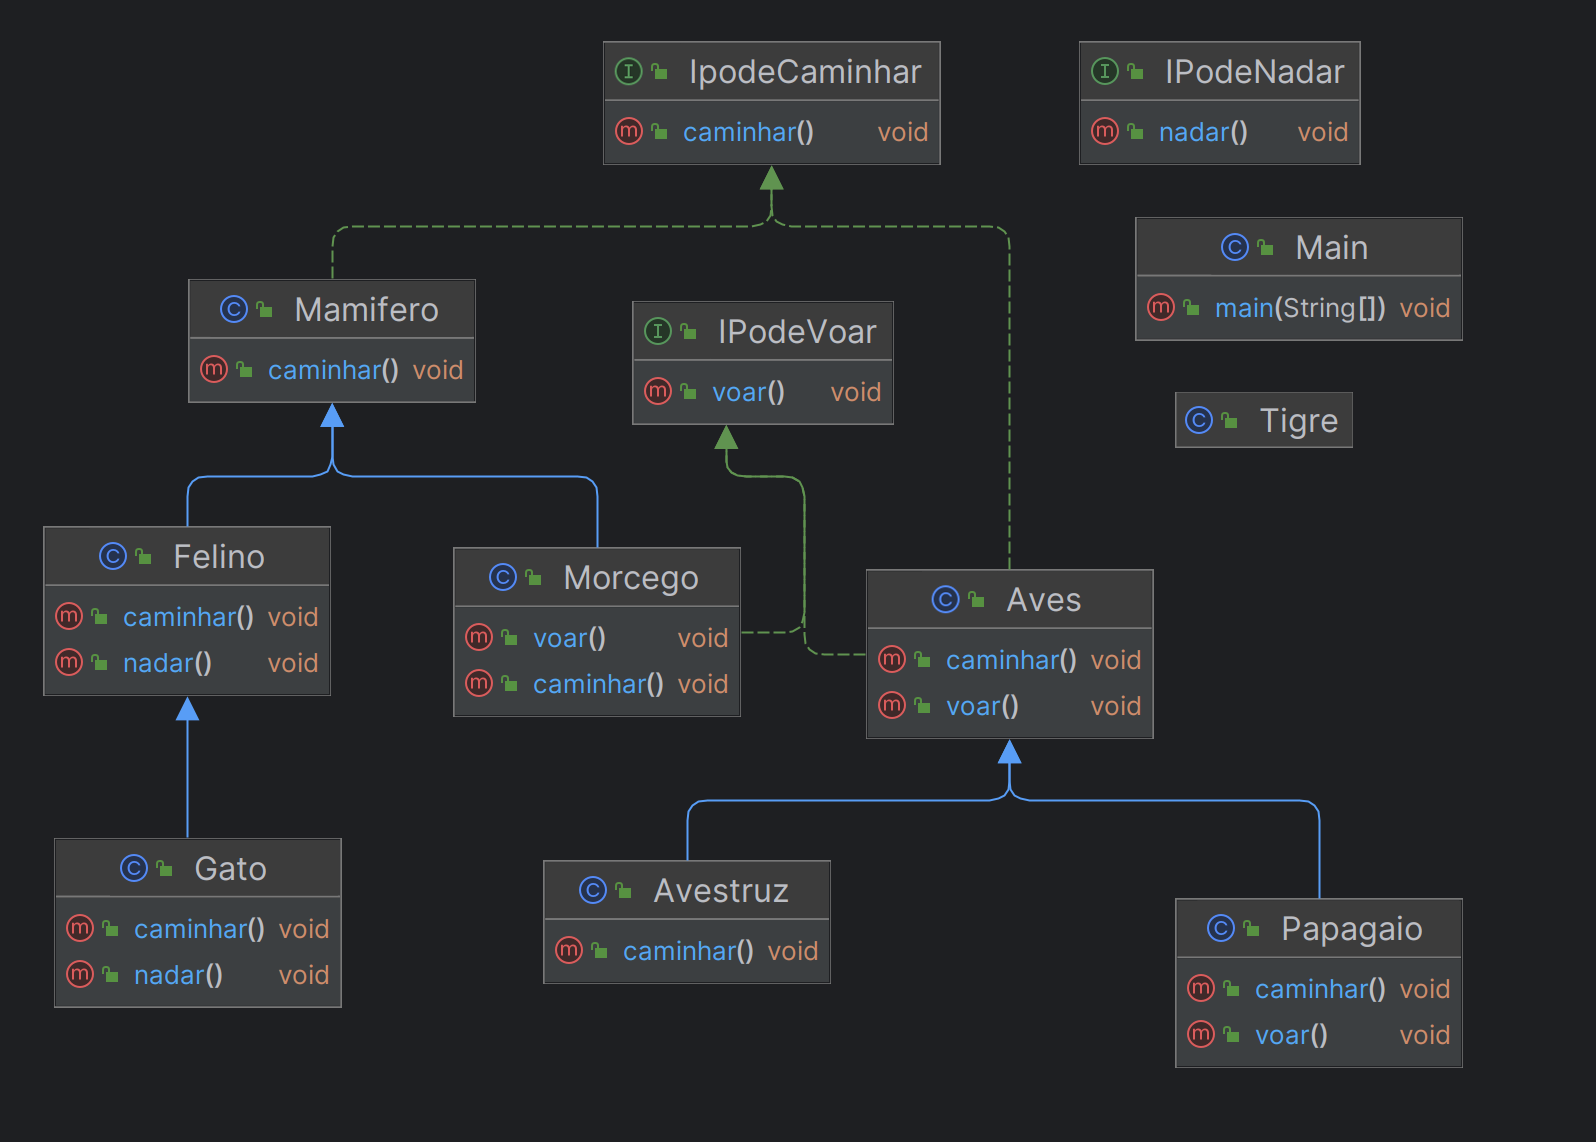 IpodeCaminhar
caminhar() void
IPodeNadar
nadar() void
Main
main(String[]) void
Mamifero
caminhar() void
IPodeVoar
voar() void
Tigre
Felino
caminhar() void
nadar() void
Morcego
voar() void
caminhar() void
Aves
caminhar() void
voar() void
Gato
caminhar() void
nadar() void
Avestruz
caminhar() void
Papagaio
caminhar() void
voar() void